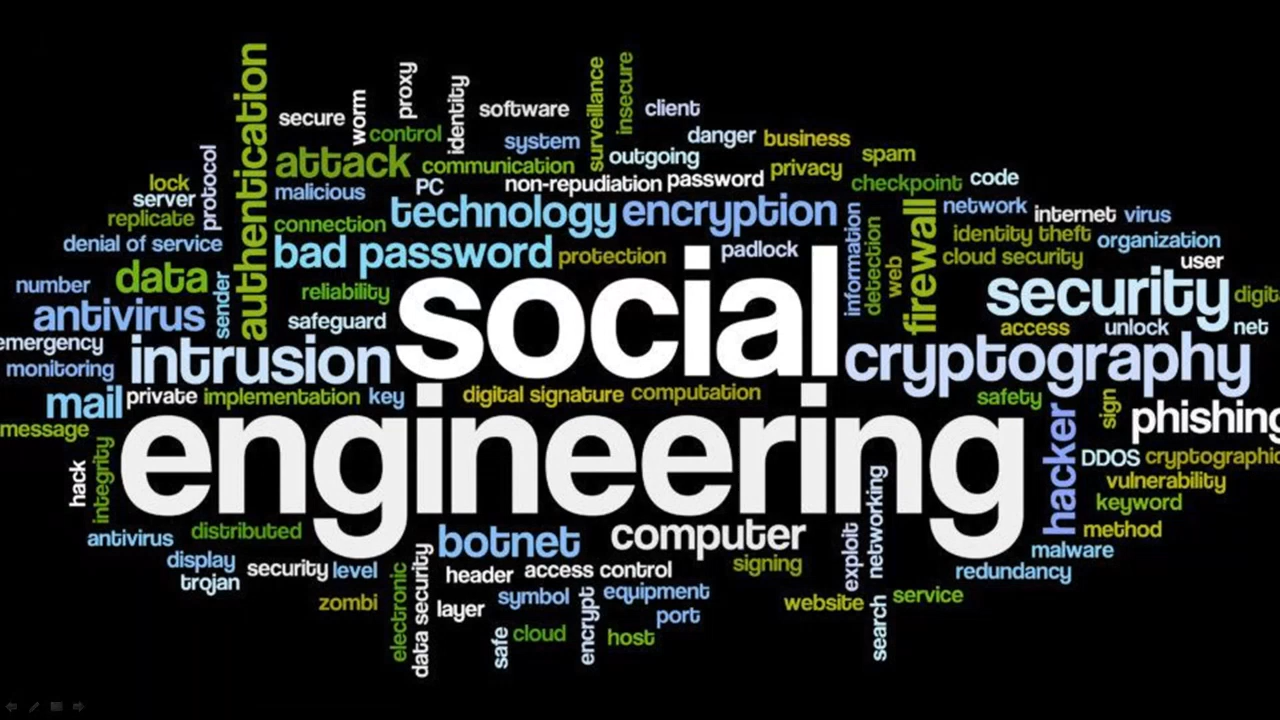 authentication
proxy
surveillance
insecure
worm
identity
software
client
secure
control
system
danger
business
attack
communication
outgoing
spam
protocol
lock
malicious
PC
non-repudiation
password
privacy
checkpoint
code
server
replicate
connection
technology
encryption
information
detection
firewall
network
internet
virus
denial of service
bad password
protection
padlock
web
identity theft
organization
cloud security
user
number
data
sender
reliability
social
security
digit
antivirus
safeguard
access
unlock
net
emergency
monitoring
intrusion
cryptography
mail
private
implementation
key
digital signature
computation
safety
hacker
sign
phishing
message
engineering
hack
integrity
DDOS
cryptographic
vulnerability
keyword
networking
antivirus
distributed
botnet
computer
exploit
method
malware
display
trojan
security
level
header
access control
signing
redundancy
zombi
electronic
data security
layer
symbol
encrypt
equipment
port
website
search
service
safe
cloud
host